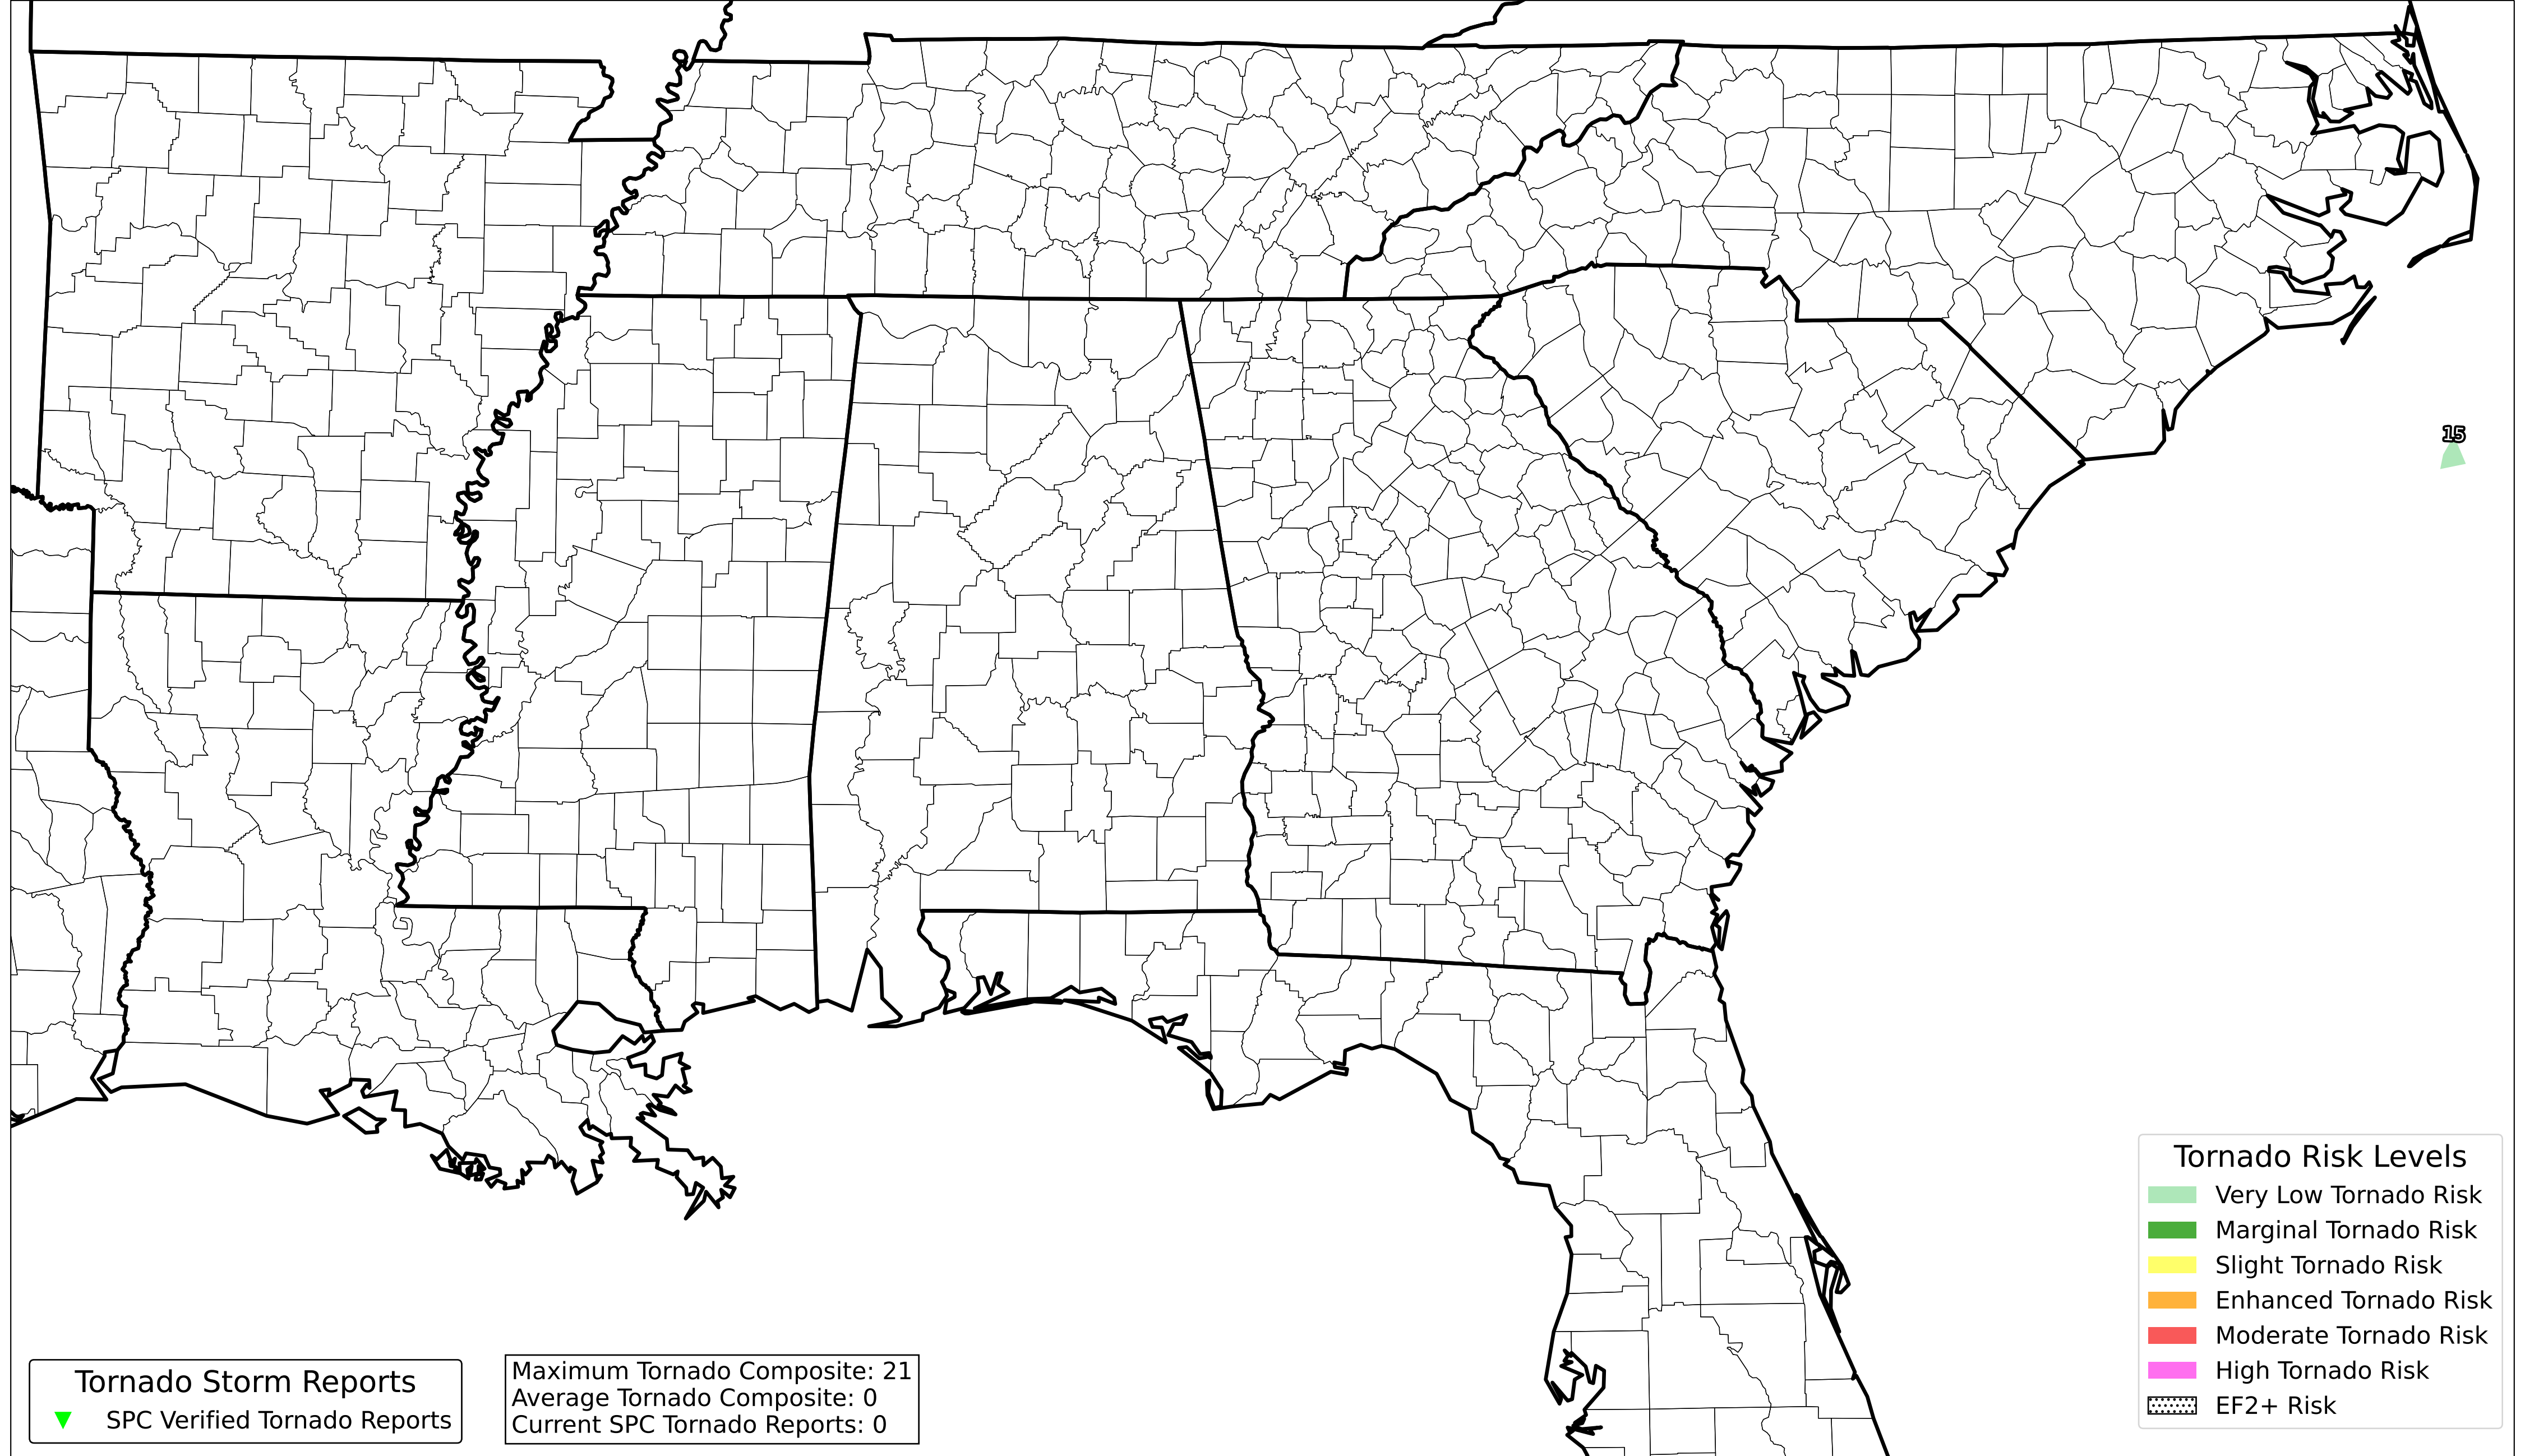 15
Tornado Risk Levels
Very Low Tornado Risk
Marginal Tornado Risk
Slight Tornado Risk
Enhanced Tornado Risk
Moderate Tornado Risk
High Tornado Risk
EF2+ Risk
Tornado Storm Reports
SPC Verified Tornado Reports
Maximum Tornado Composite: 21
Average Tornado Composite: 0
Current SPC Tornado Reports: 0